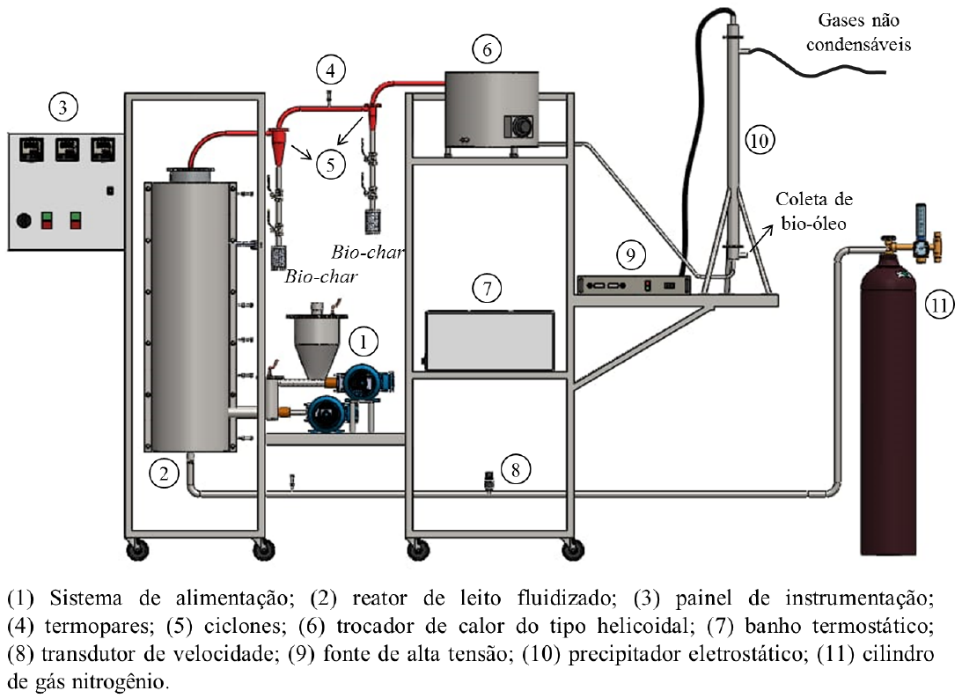 Gases não
condensáveis
6
4
3
5
10
Coleta de
bio-óleo
Bio-char
9
Bio-char
7
11
1
2
8
(1) Sistema de alimentação; (2) reator de leito fluidizado; (3) painel de instrumentação;
(4) termopares; (5) ciclones; (6) trocador de calor do tipo helicoidal; (7) banho termostático;
(8) transdutor de velocidade; (9) fonte de alta tensão; (10) precipitador eletrostático; (11) cilindro
de gás nitrogênio.